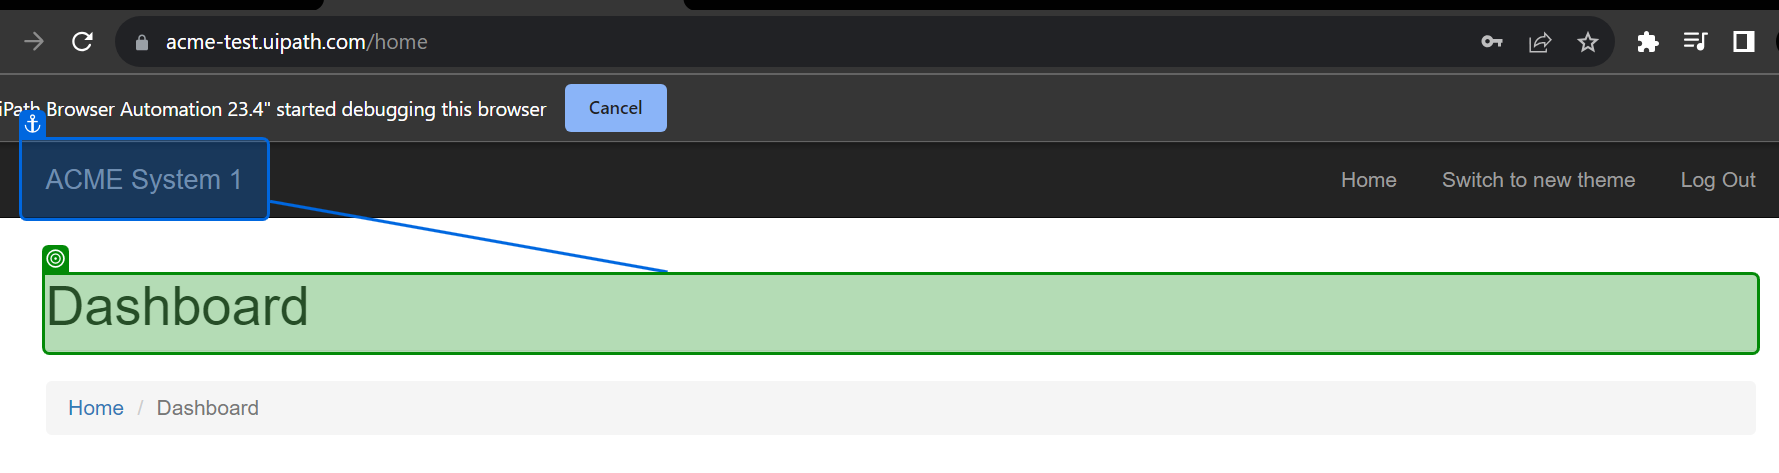 acme-test.uipath.com/home
iPath Browser Automation 23.4" started debugging this browser Cancel
ACME System 1 Home Switch to new theme Log Out
Dashboard
Home / Dashboard